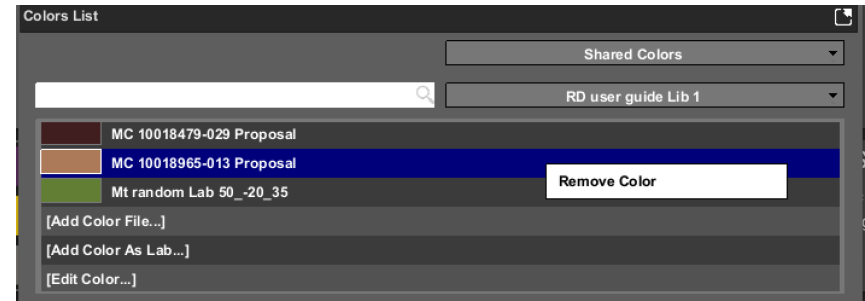 Colors List
Shared Colors
RD user guide Lib 1
MC 10018479-029 Proposal
MC 10018965-013 Proposal
Remove Color
Mt random Lab 50_-20_35
[Add Color File...]
[Add Color As Lab...]
[Edit Color...]